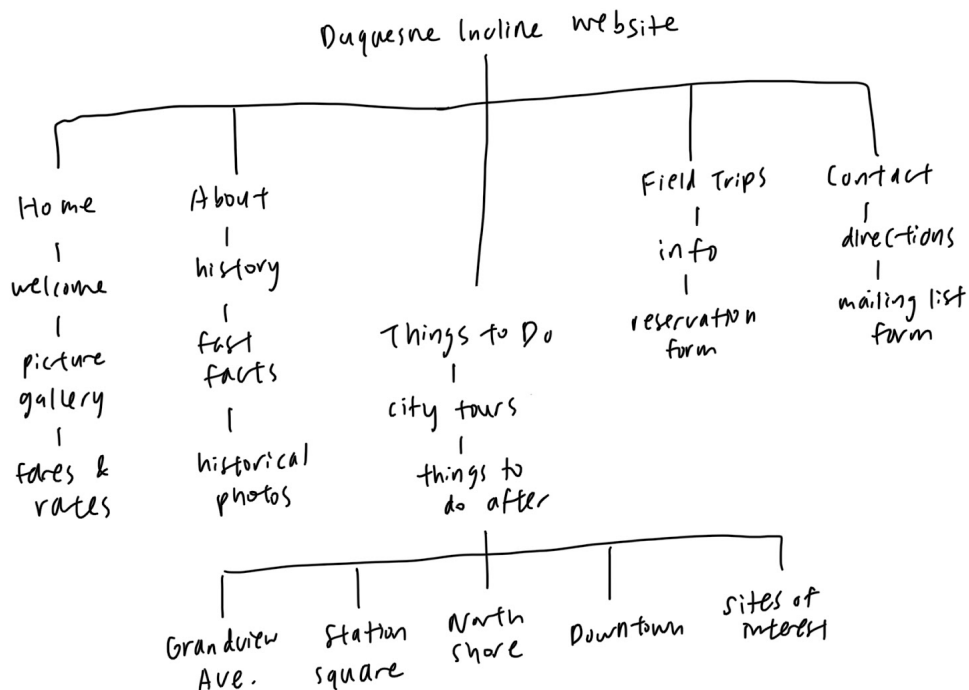 Duquesne Incline website
Home
welcome
picture
gallery
fares &
rates
About
history
fast
facts
historical
photos
Things to Do
city tours
things to
do after
Grandview
Ave.
Station
square
North
shore
Downtown
sites of
interest
Field Trips
info
reservation
form
Contact
directions
mailing list
form